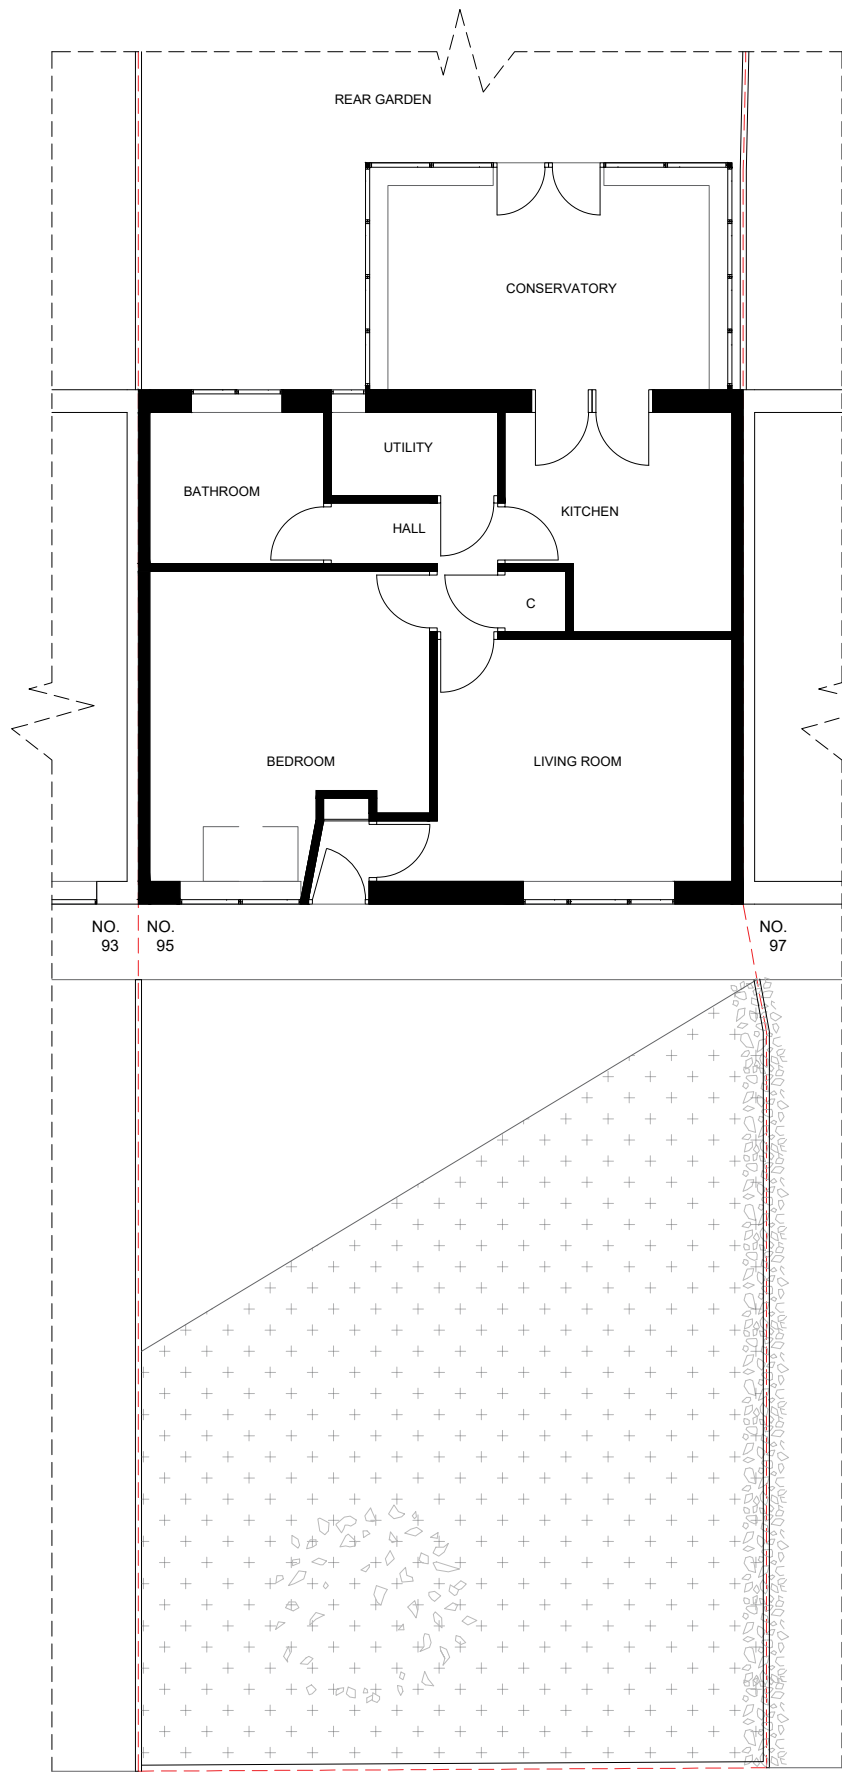 REAR GARDEN
CONSERVATORY
UTILITY
BATHROOM
KITCHEN
HALL
C
BEDROOM
LIVING ROOM
NO.
93
NO.
95
NO.
97